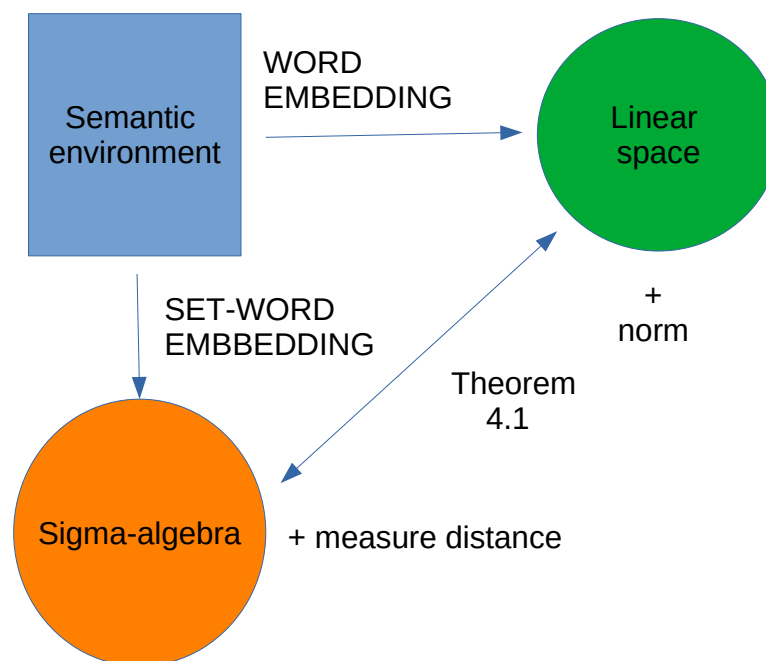 WORD
EMBEDDING
Semantic
environment
Linear
space
+
norm
SET-WORD
EMBBEDDING
Theorem
4.1
Sigma-algebra
+ measure distance